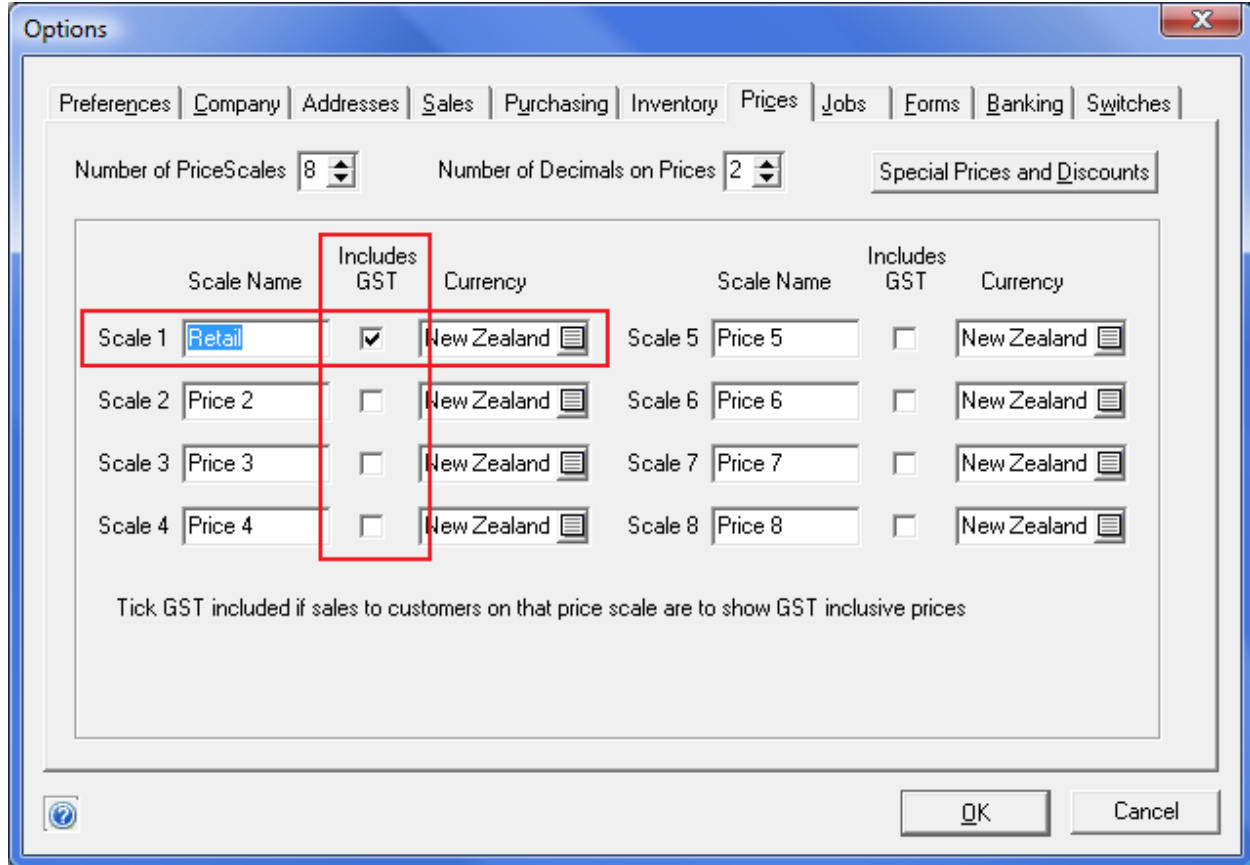 Options
Preferences Company Addresses Sales Purchasing Inventory Prices Jobs Forms Banking Switches
Number of PriceScales 8 Number of Decimals on Prices 2 Special Prices and Discounts
Includes Includes
Scale Name GST Currency Scale Name GST Currency
Scale 1 Retail New Zealand Scale 5 Price 5 New Zealand
Scale 2 Price 2 New Zealand Scale 6 Price 6 New Zealand
Scale 3 Price 3 New Zealand Scale 7 Price 7 New Zealand
Scale 4 Price 4 New Zealand Scale 8 Price 8 New Zealand
Tick GST included if sales to customers on that price scale are to show GST inclusive prices
OK Cancel